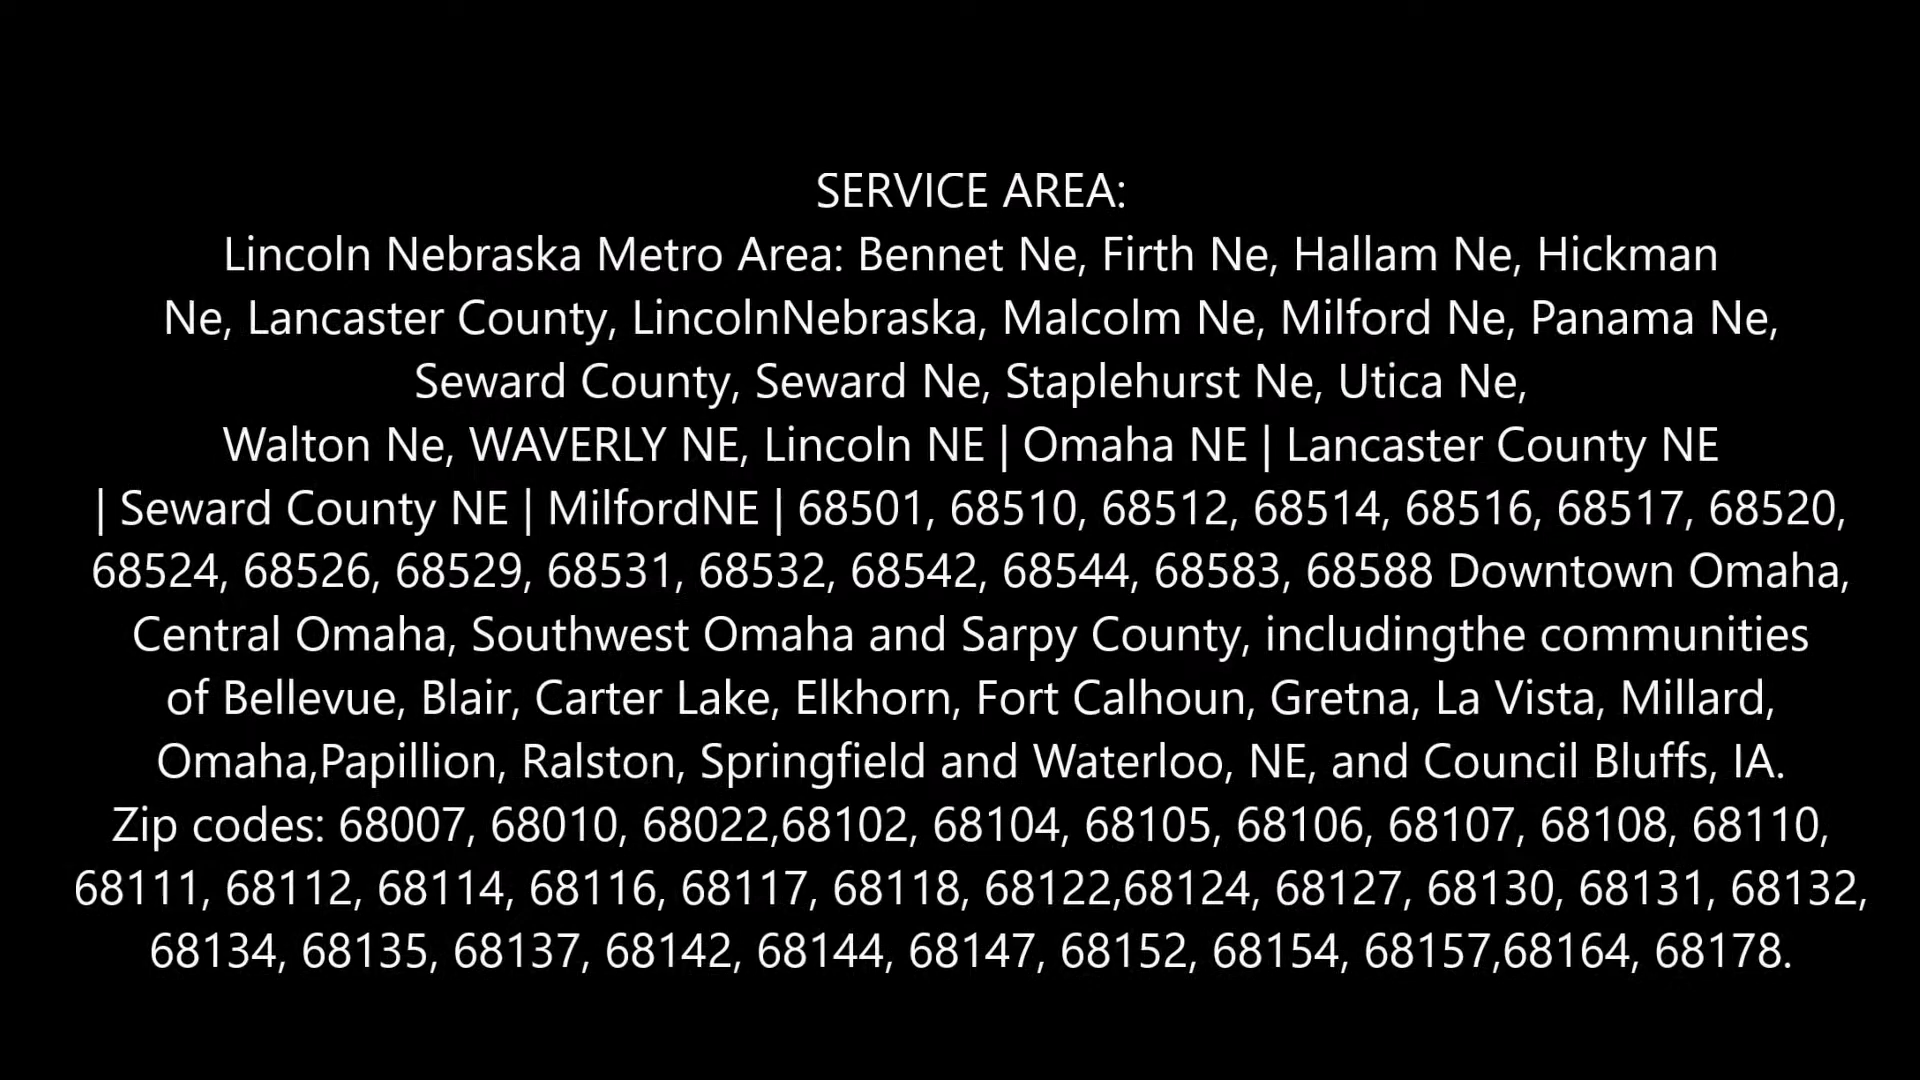 SERVICE AREA:
Lincoln Nebraska Metro Area: Bennet Ne, Firth Ne, Hallam Ne, Hickman
Ne, Lancaster County, LincolnNebraska, Malcolm Ne, Milford Ne, Panama Ne,
Seward County, Seward Ne, Staplehurst Ne, Utica Ne,
Walton Ne, WAVERLY NE, Lincoln NE | Omaha NE | Lancaster County NE
| Seward County NE | MilfordNE | 68501, 68510, 68512, 68514, 68516, 68517, 68520,
68524, 68526, 68529, 68531, 68532, 68542, 68544, 68583, 68588 Downtown Omaha,
Central Omaha, Southwest Omaha and Sarpy County, includingthe communities
of Bellevue, Blair, Carter Lake, Elkhorn, Fort Calhoun, Gretna, La Vista, Millard,
Omaha,Papillion, Ralston, Springfield and Waterloo, NE, and Council Bluffs, IA.
Zip codes: 68007, 68010, 68022,68102, 68104, 68105, 68106, 68107, 68108, 68110,
68111, 68112, 68114, 68116, 68117, 68118, 68122,68124, 68127, 68130, 68131, 68132,
68134, 68135, 68137, 68142, 68144, 68147, 68152, 68154, 68157,68164, 68178.